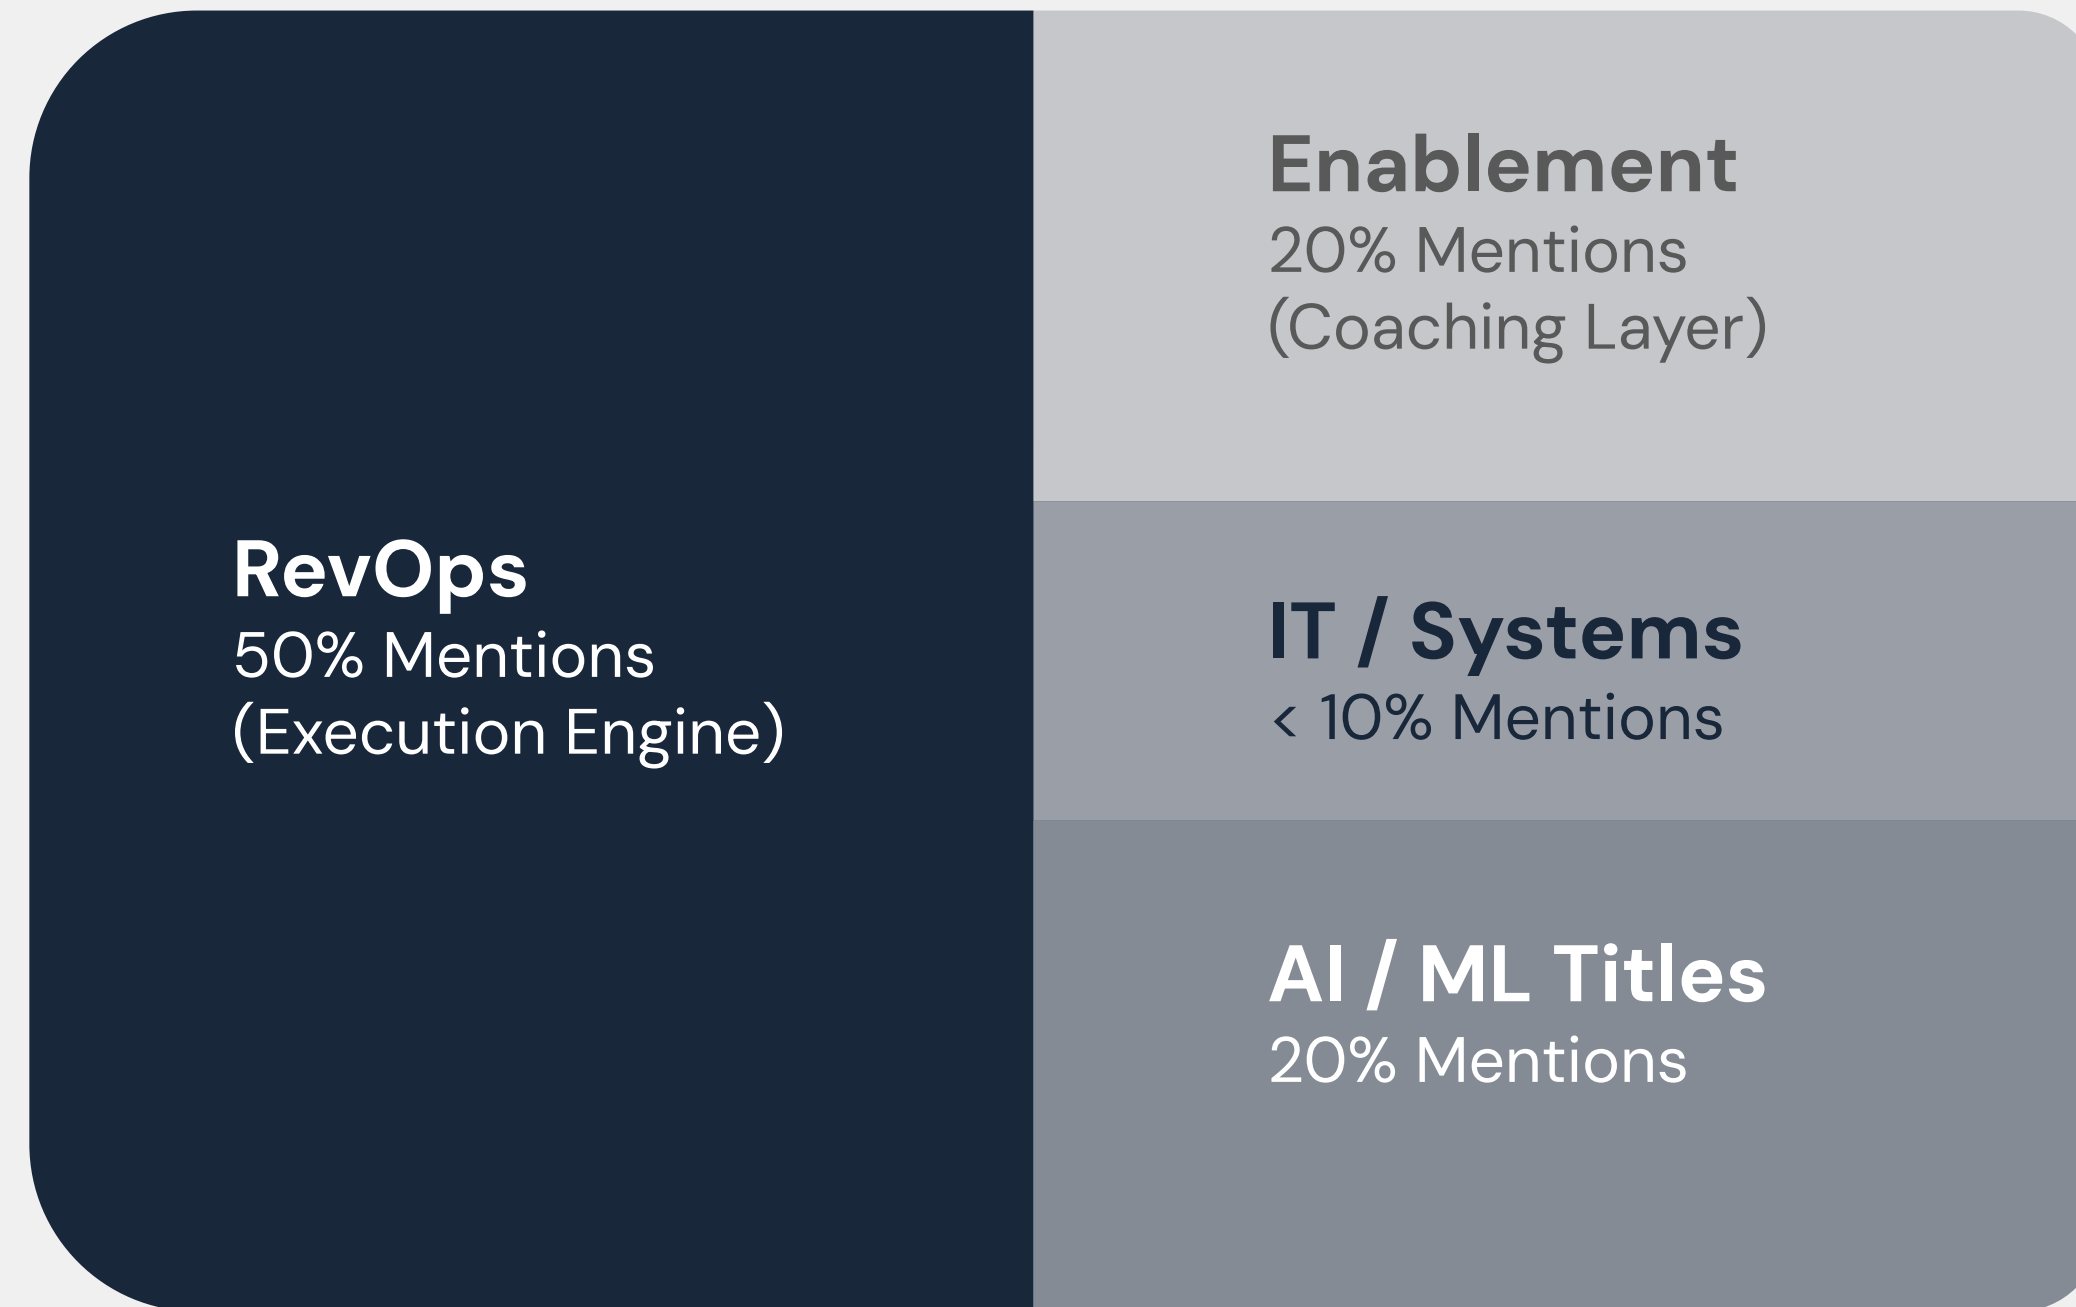 RevOps
50% Mentions
(Execution Engine)
Enablement
20% Mentions
(Coaching Layer)
IT / Systems
< 10% Mentions
AI / ML Titles
20% Mentions